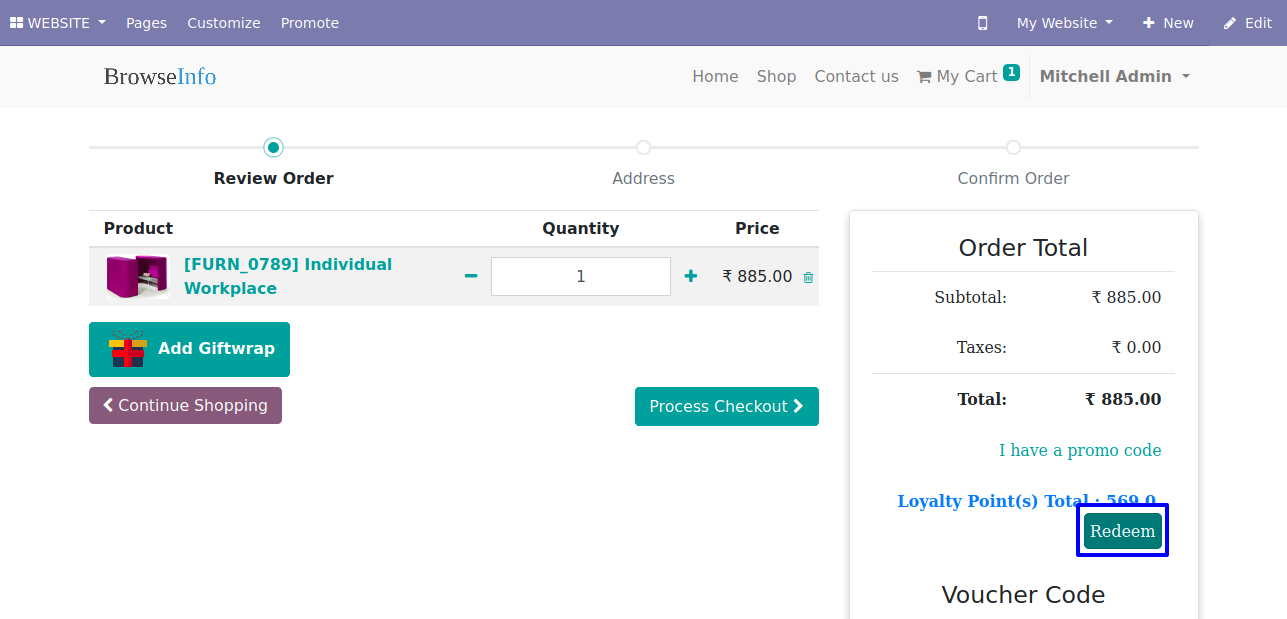 WEBSITE Pages Customize Promote My Website New Edit
BrowseInfo Home Shop Contact us My Cart 1 Mitchell Admin
Review Order Address Confirm Order
Product Quantity Price
[FURN_0789] Individual
Workplace
1 ₹ 885.00
Add Giftwrap
Continue Shopping Process Checkout
Order Total
Subtotal: ₹ 885.00
Taxes: ₹ 0.00
Total: ₹ 885.00
I have a promo code
Loyalty Point(s) Total : 569.0
Redeem
Voucher Code